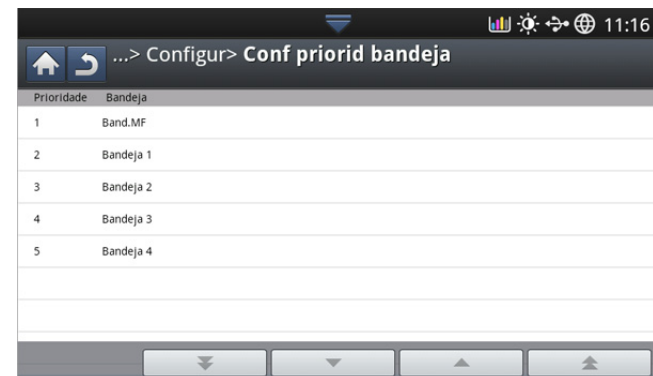 11:16
...> Configur> Conf priorid bandeja
Prioridade Bandeja
1 Band.MF
2 Bandeja 1
3 Bandeja 2
4 Bandeja 3
5 Bandeja 4